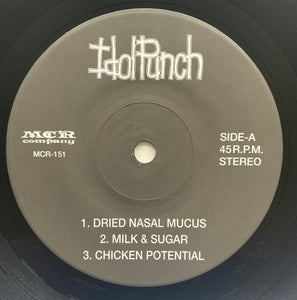 IdolPunch
MCR
company
MCR-151
SIDE-A
45R.P.M.
STEREO
1. DRIED NASAL MUCUS
2. MILK & SUGAR
3. CHICKEN POTENTIAL